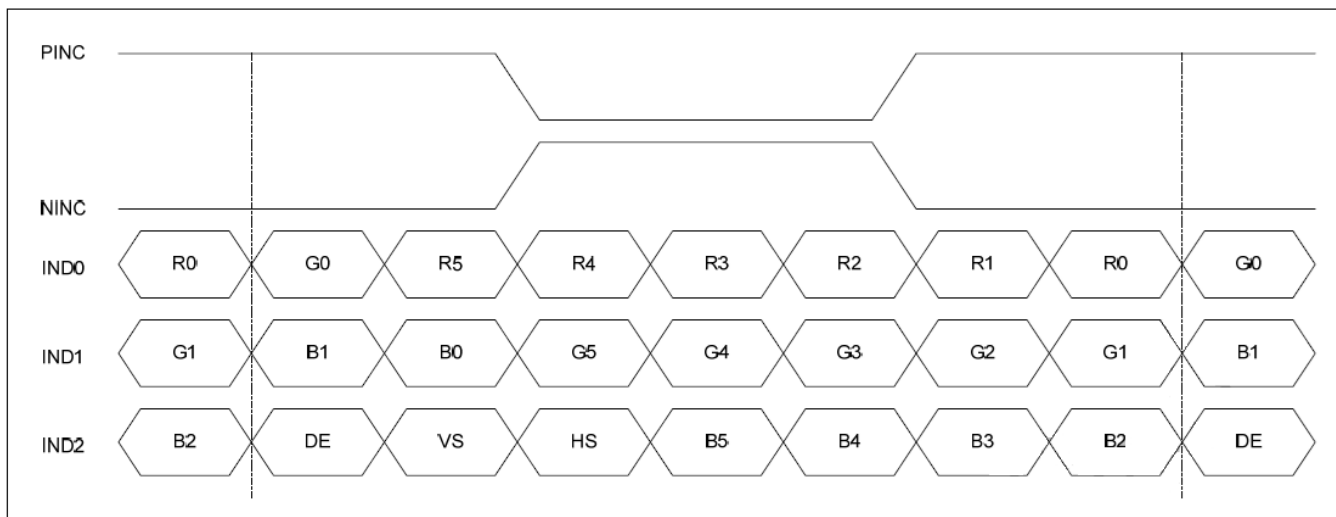 PINC
NINC
IND0 R0 G0 R5 R4 R3 R2 R1 R0 G0
IND1 G1 B1 B0 G5 G4 G3 G2 G1 B1
IND2 B2 DE VS HS B5 B4 B3 B2 DE